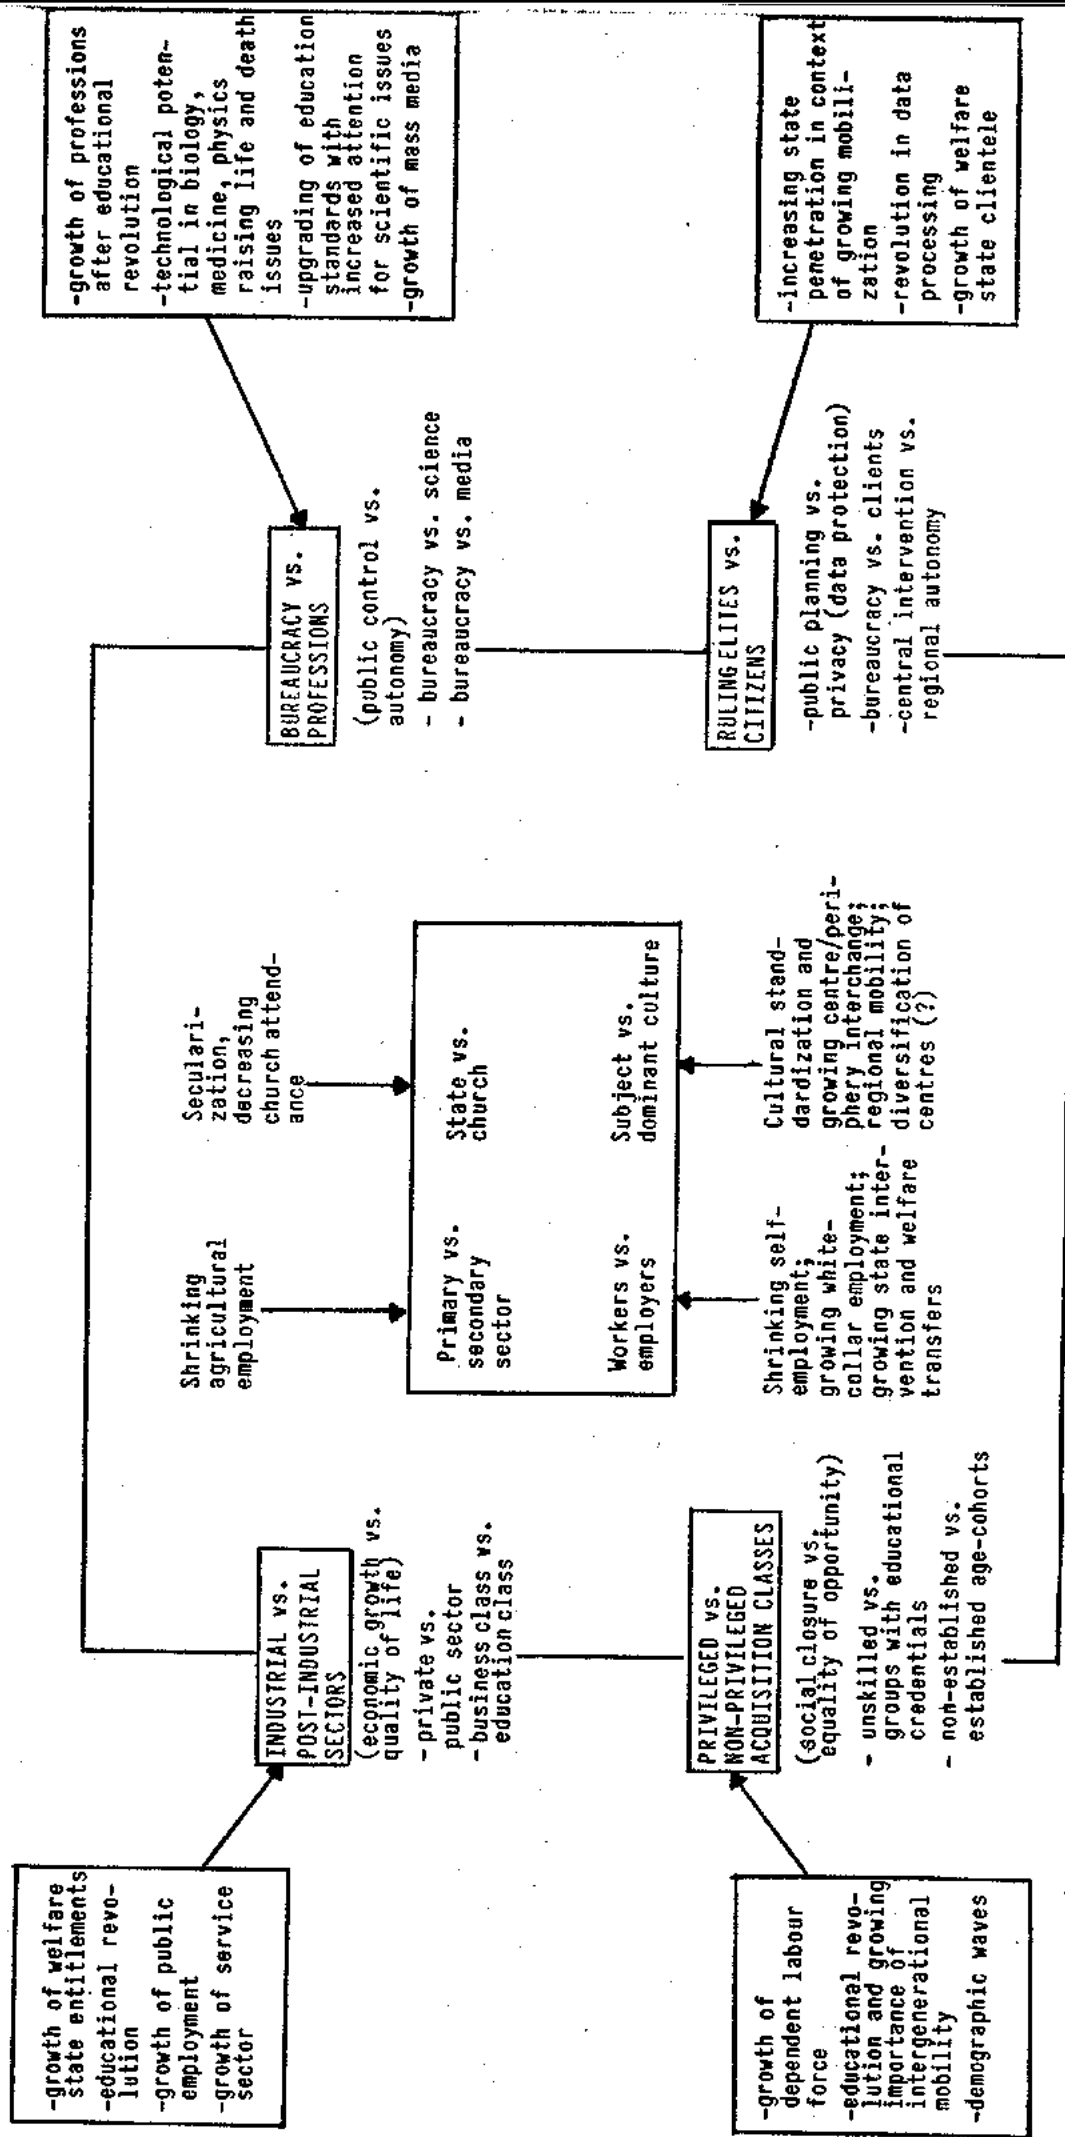 -growth of welfare
state entitlements
-educational revo-
lution
-growth of public
employment
-growth of service
sector
INDUSTRIAL vs.
POST-INDUSTRIAL
SECTORS
(economic growth vs.
quality of life)
-private vs.
public sector
-business class vs.
education class
Shrinking
agricultural
employment
Seculari-
zation,
decreasing
church attend-
ance
BUREAUCRACY vs.
PROFESSIONS
(public control vs.
autonomy)
- bureaucracy vs. science
- bureaucracy vs. media
-growth of professions
after educational
revolution
-technological poten-
tial in biology,
medicine, physics
raising life and death
issues
-upgrading of education
standards with
increased attention
for scientific issues
-growth of mass media
Primary vs.
secondary
sector
State vs.
church
Workers vs.
employers
Subject vs.
dominant culture
-growth of
dependent labour
force
-educational revo-
lution and growing
importance of
intergenerational
mobility
-demographic waves
PRIVILEGED vs.
NON-PRIVILEGED
ACQUISITION CLASSES
(social closure vs.
equality of opportunity)
- unskilled vs.
groups with educational
credentials
- non-established vs.
established age-cohorts
Shrinking self-
employment;
growing white-
collar employment;
growing state inter-
vention and welfare
transfers
Cultural stand-
dardization and
growing centre/peri-
phery interchange;
regional mobility;
diversification of
centres (?)
RULING ELITES vs.
CITIZENS
-public planning vs.
privacy (data protection)
-bureaucracy vs. clients
-central intervention vs.
regional autonomy
-increasing state
penetration in context
of growing mobili-
zation
-revolution in data
processing
-growth of welfare
state clientele